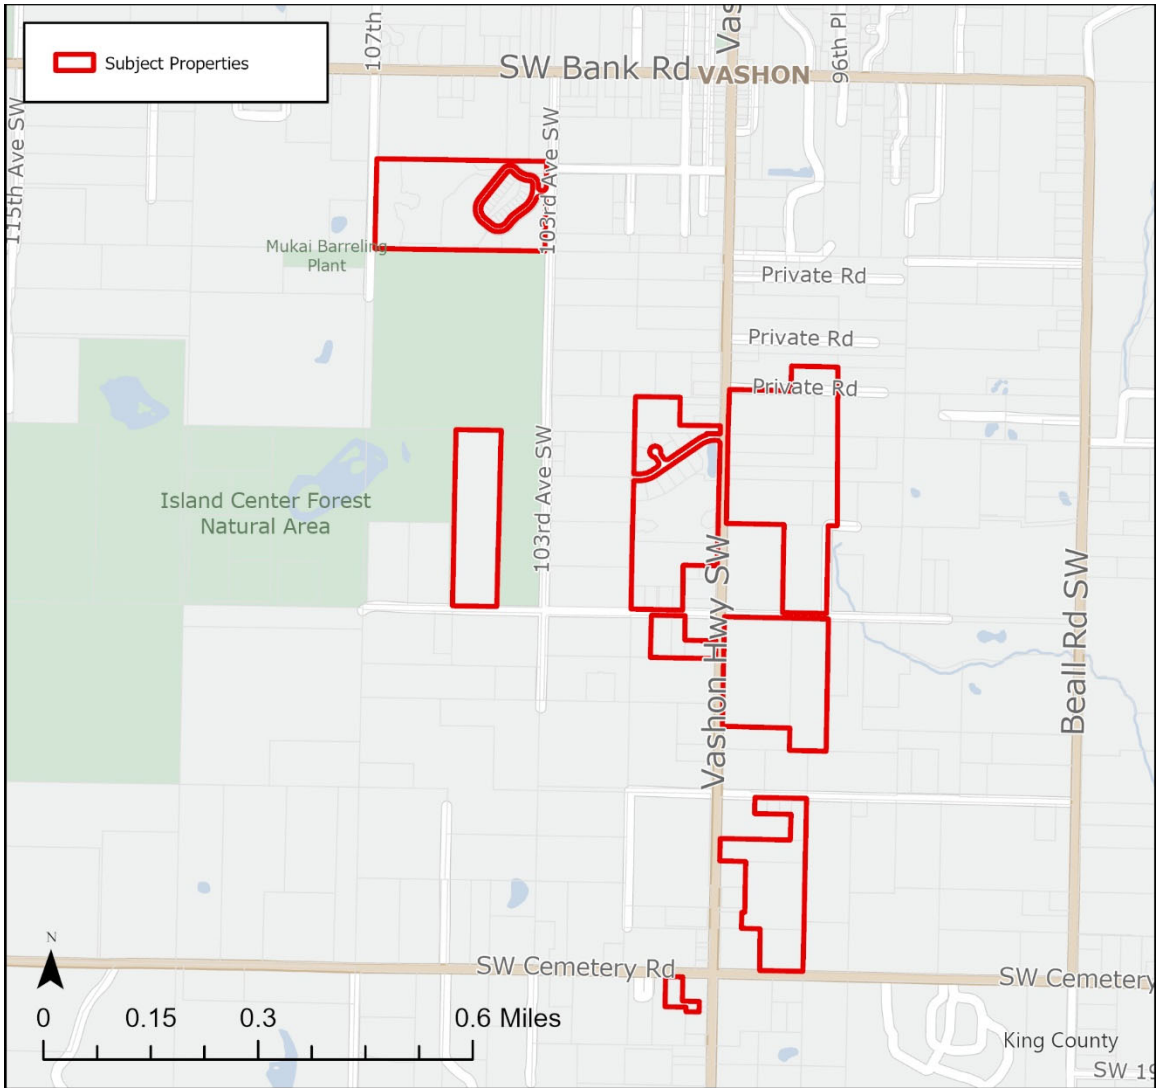 Subject Properties
107th
Vas
96th Pl
SW Bank Rd
VASHON
115th Ave SW
103rd Ave SW
Mukai Barreling
Plant
Private Rd
Private Rd
Private Rd
Island Center Forest
Natural Area
103rd Ave SW
Vashon Hwy SW
Beall Rd SW
SW Cemetery Rd
SW Cemetery
N
0 0.15 0.3 0.6 Miles
King County
SW 19